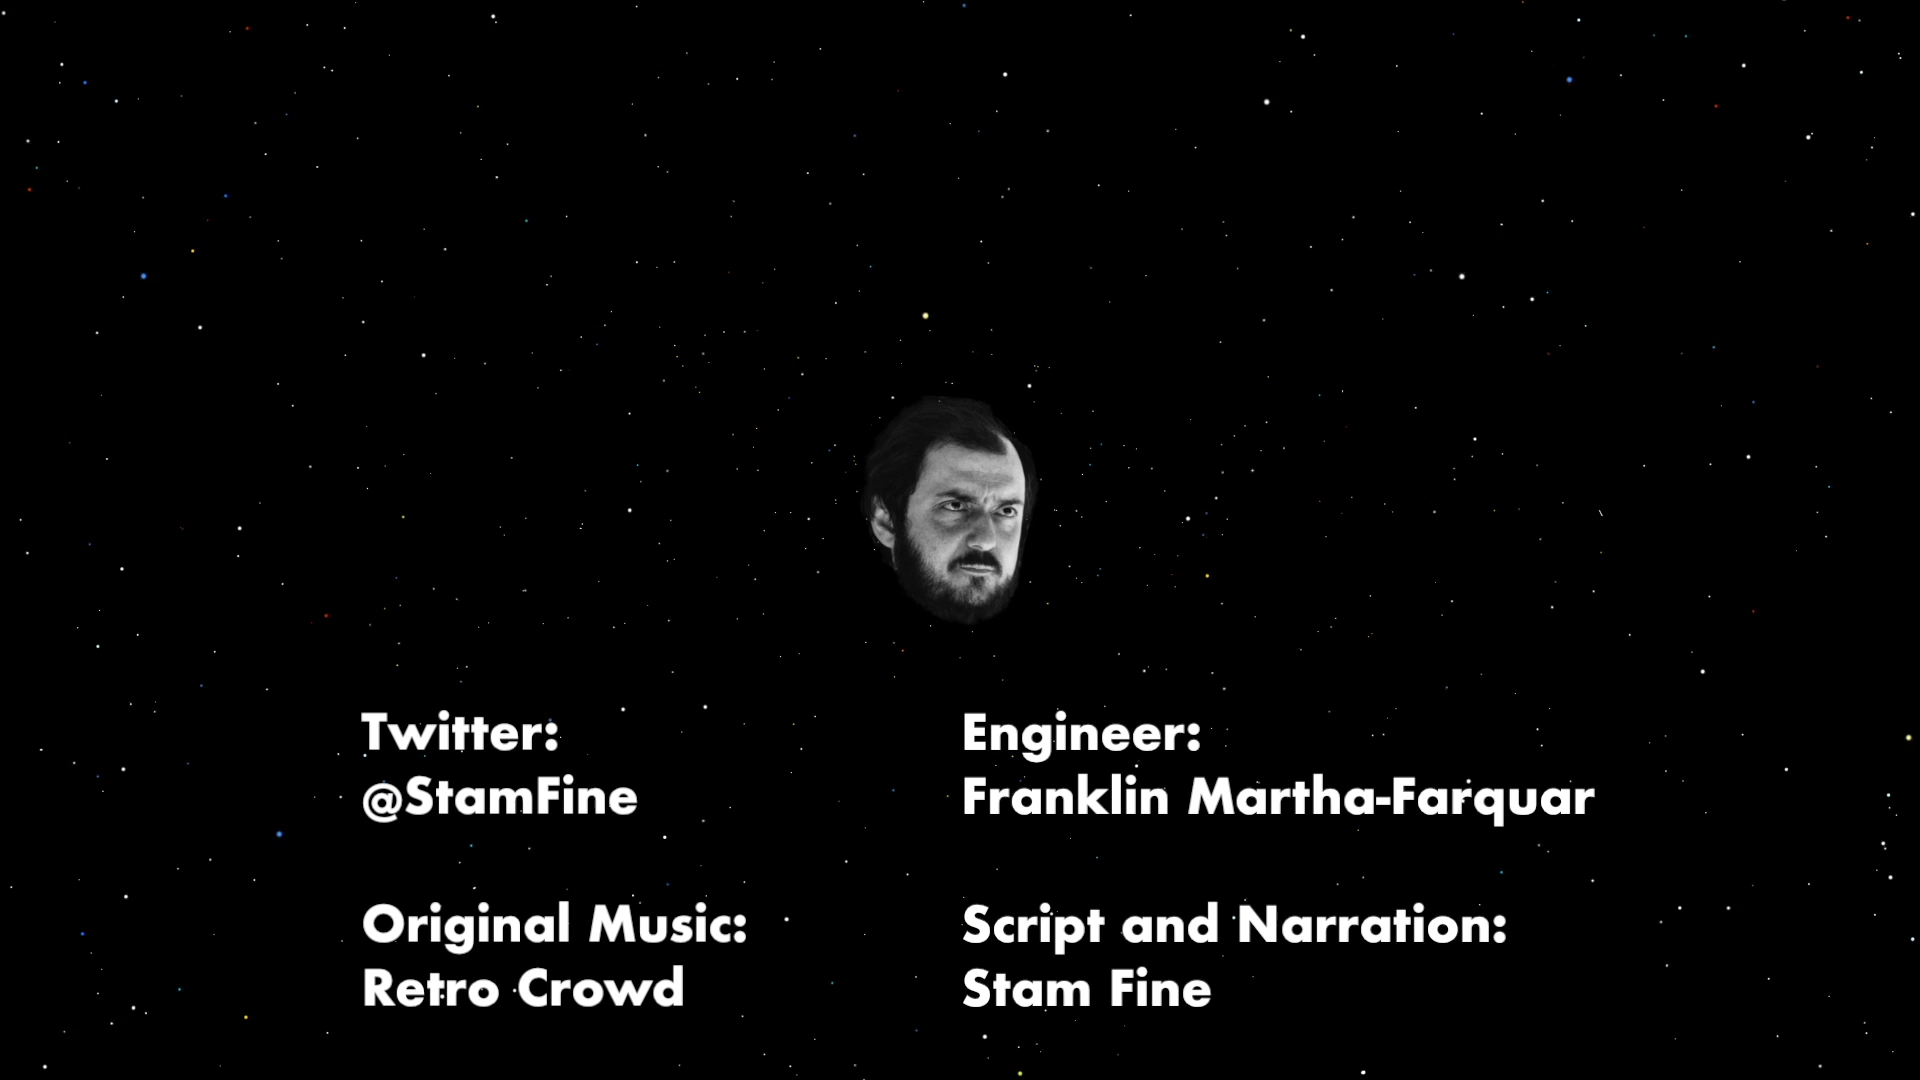 Twitter:
@StamFine
Engineer:
Franklin Martha-Farquar
Original Music:
Retro Crowd
Script and Narration:
Stam Fine